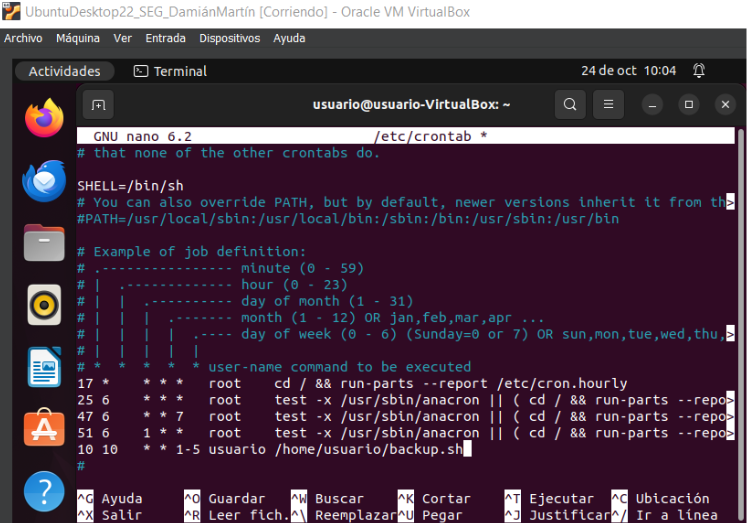 UbuntuDesktop22_SEG_DamiánMartín [Corriendo] - Oracle VM VirtualBox
Archivo Máquina Ver Entrada Dispositivos Ayuda
Actividades Terminal 24 de oct 10:04
usuario@usuario-VirtualBox: ~
GNU nano 6.2 /etc/crontab *
# that none of the other crontabs do.
SHELL=/bin/sh
# You can also override PATH, but by default, newer versions inherit it from th>
#PATH=/usr/local/sbin:/usr/local/bin:/sbin:/bin:/usr/sbin:/usr/bin
# Example of job definition:
# .---------------- minute (0 - 59)
# | .------------- hour (0 - 23)
# | | .---------- day of month (1 - 31)
# | | | .------- month (1 - 12) OR jan,feb,mar,apr ...
# | | | | .---- day of week (0 - 6) (Sunday=0 or 7) OR sun,mon,tue,wed,thu,>
# | | | | |
# * * * * * user-name command to be executed
17 * * * * root cd / && run-parts --report /etc/cron.hourly
25 6 * * * root test -x /usr/sbin/anacron || ( cd / && run-parts --repo>
47 6 * * 7 root test -x /usr/sbin/anacron || ( cd / && run-parts --repo>
51 6 1 * * root test -x /usr/sbin/anacron || ( cd / && run-parts --repo>
10 10 * * 1-5 usuario /home/usuario/backup.sh
#
^G Ayuda ^O Guardar ^W Buscar ^K Cortar ^T Ejecutar ^C Ubicación
^X Salir ^R Leer fich. ^\ Reemplazar ^U Pegar ^J Justificar ^/ Ir a línea